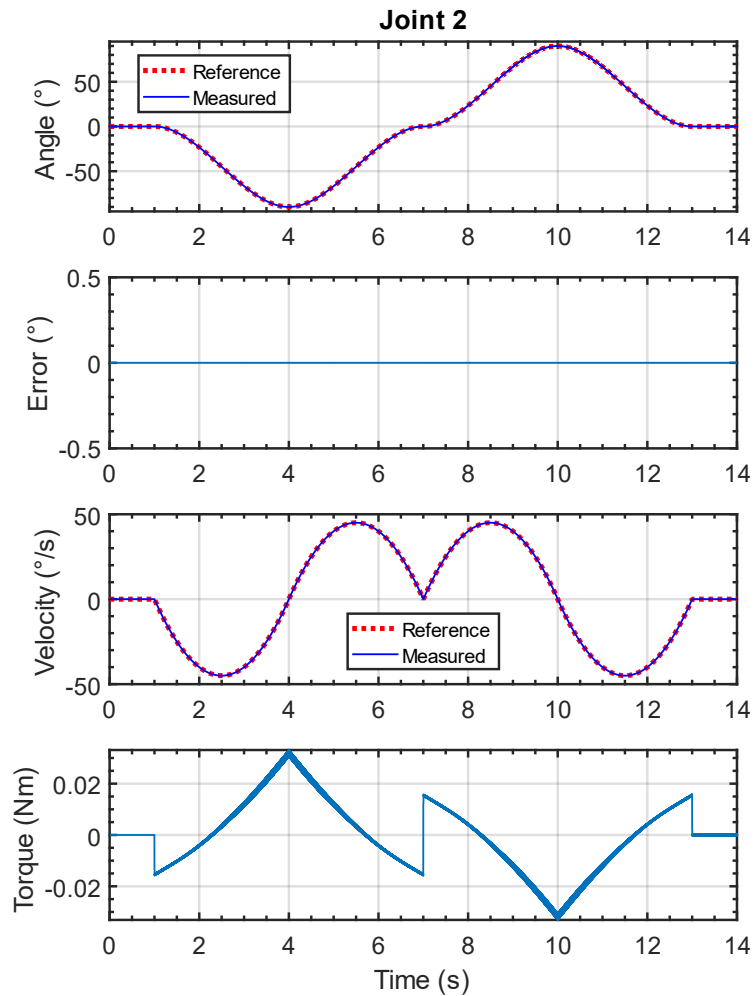 Joint 2
Angle (°)
50
0
-50
Reference
Measured
0 2 4 6 8 10 12 14
Error (°)
0.5
0
-0.5
0 2 4 6 8 10 12 14
Velocity (°/s)
50
0
-50
Reference
Measured
0 2 4 6 8 10 12 14
Torque (Nm)
0.02
0
-0.02
0 2 4 6 8 10 12 14
Time (s)